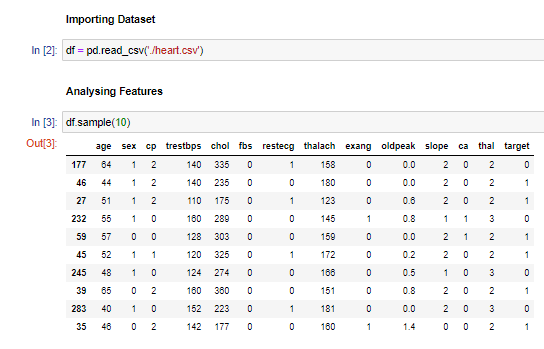 Importing Dataset
In [2]: df = pd.read_csv('./heart.csv')
Analysing Features
In [3]: df.sample(10)
Out[3]:
age sex cp trestbps chol fbs restecg thalach exang oldpeak slope ca thal target
177 64 1 2 140 335 0 1 158 0 0.0 2 0 2 0
46 44 1 2 140 235 0 0 180 0 0.0 2 0 2 1
27 51 1 2 110 175 0 1 123 0 0.6 2 0 2 1
232 55 1 0 160 289 0 0 145 1 0.8 1 1 3 0
59 57 0 0 128 303 0 0 159 0 0.0 2 1 2 1
45 52 1 1 120 325 0 1 172 0 0.2 2 0 2 1
245 48 1 0 124 274 0 0 166 0 0.5 1 0 3 0
39 65 0 2 160 360 0 0 151 0 0.8 2 0 2 1
283 40 1 0 152 223 0 1 181 0 0.0 2 0 3 0
35 46 0 2 142 177 0 0 160 1 1.4 0 0 2 1